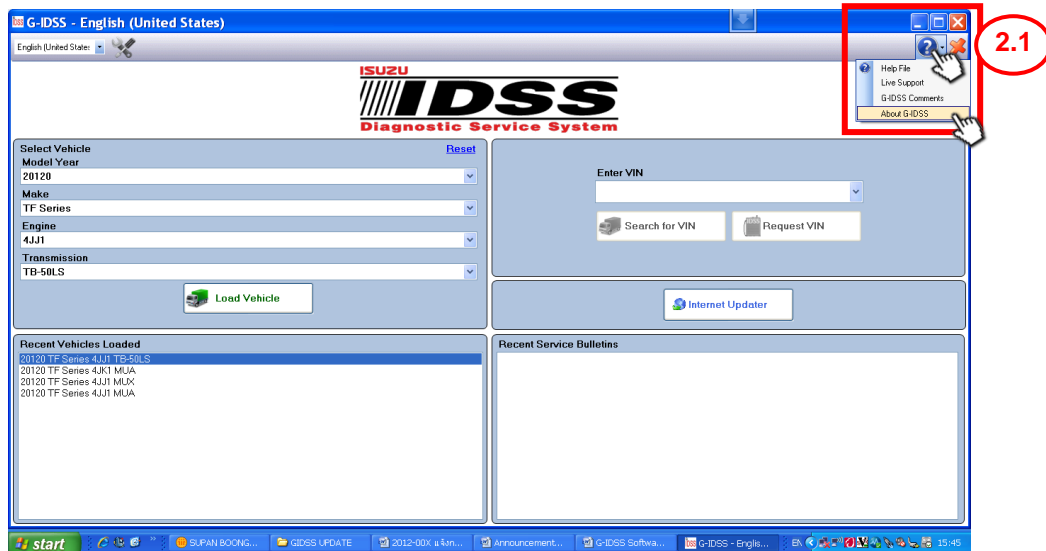 G-IDSS - English (United States)
2.1
English (United States
Help File
Live Support
G-IDSS Comments
About G-IDSS
ISUZU
IDSS
Diagnostic Service System
Select Vehicle
Reset
Model Year
20120
Make
TF Series
Engine
4JJ1
Transmission
TB-50LS
Load Vehicle
Enter VIN
Search for VIN
Request VIN
Internet Updater
Recent Vehicles Loaded
20120 TF Series 4JJ1 TB-50LS
20120 TF Series 4JK1 MUA
20120 TF Series 4JJ1 MUX
20120 TF Series 4JJ1 MUA
Recent Service Bulletins
start
SUPAN BOONG...
GIDSS UPDATE
2012-00X แจ้งก...
Announcement...
G-IDSS Softwa...
G-IDSS - Englis...
EN
15:45